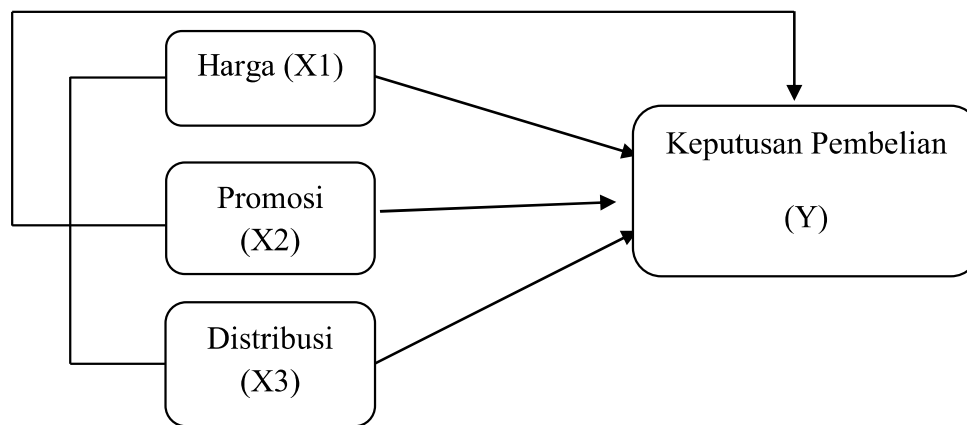 Harga (X1)
Promosi
(X2)
Distribusi
(X3)
Keputusan Pembelian
(Y)